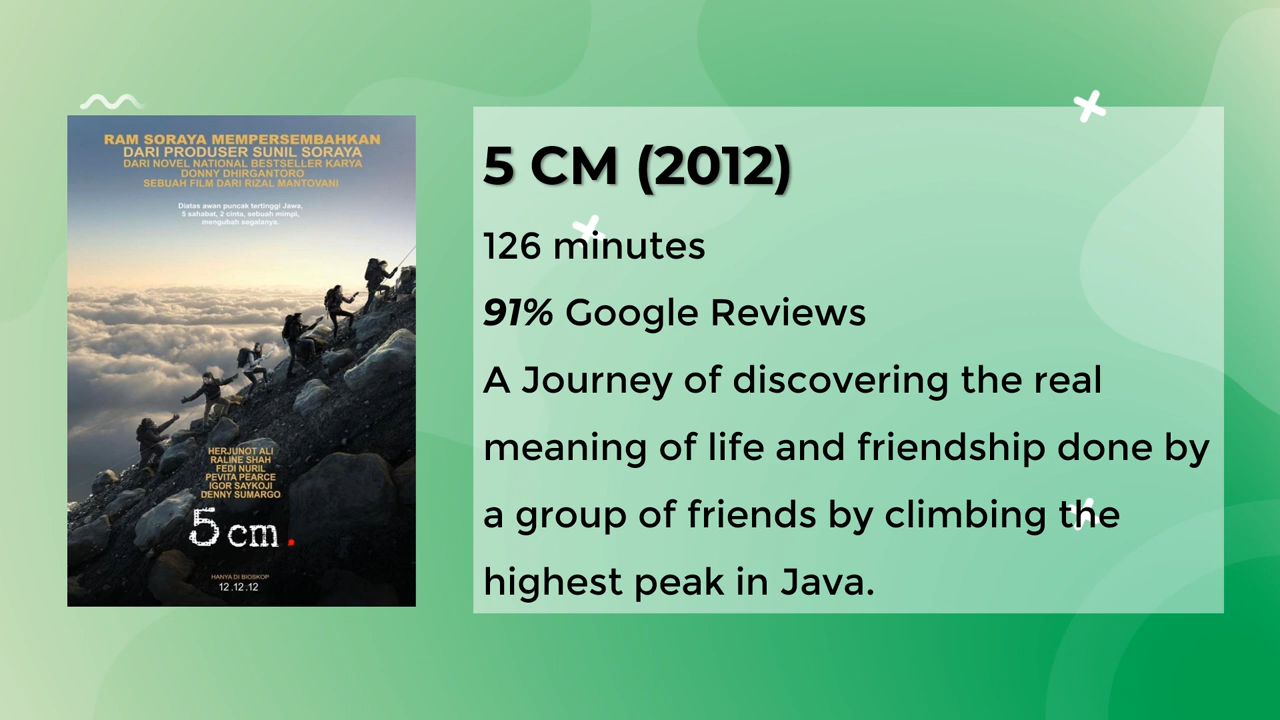 RAM SORAYA MEMPERSEMBAHKAN
DARI PRODUSER SUNIL SORAYA
DARI NOVEL NATIONAL BESTSELLER KARYA
DONNY DHIRGANTORO
SEBUAH FILM DARI RIZAL MANTOVANI
Diatas awan puncak tertinggi Jawa,
5 sahabat, 2 cinta, sebuah mimpi,
mengubah segalanya.
HERJUNOT ALI
RALINE SHAH
FEDI NURIL
PEVITA PEARCE
IGOR SAYKOJI
DENNY SUMARGO
5 cm.
HANYA DI BIOSKOP
12.12.12
5 CM (2012)
126 minutes
91% Google Reviews
A Journey of discovering the real
meaning of life and friendship done by
a group of friends by climbing the
highest peak in Java.